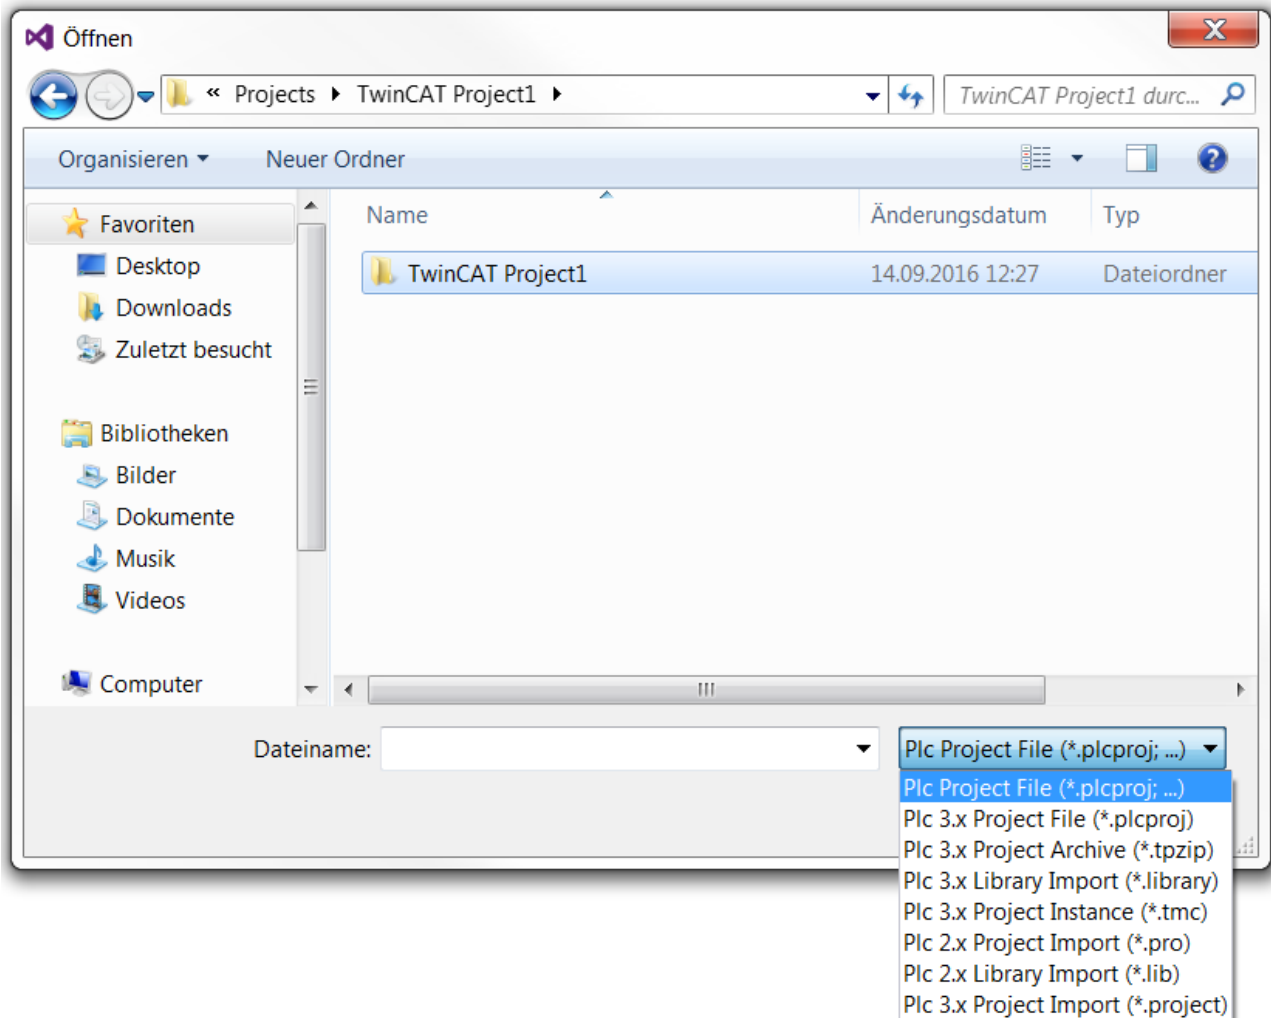 Öffnen
« Projects TwinCAT Project1
TwinCAT Project1 durc...
Organisieren Neuer Ordner
Name Änderungsdatum Typ
Favoriten
Desktop
Downloads
Zuletzt besucht
Bibliotheken
Bilder
Dokumente
Musik
Videos
Computer
TwinCAT Project1 14.09.2016 12:27 Dateiordner
Dateiname:
Plc Project File (*.plcproj; ...)
Plc Project File (*.plcproj; ...)
Plc 3.x Project File (*.plcproj)
Plc 3.x Project Archive (*.tpzip)
Plc 3.x Library Import (*.library)
Plc 3.x Project Instance (*.tmc)
Plc 2.x Project Import (*.pro)
Plc 2.x Library Import (*.lib)
Plc 3.x Project Import (*.project)